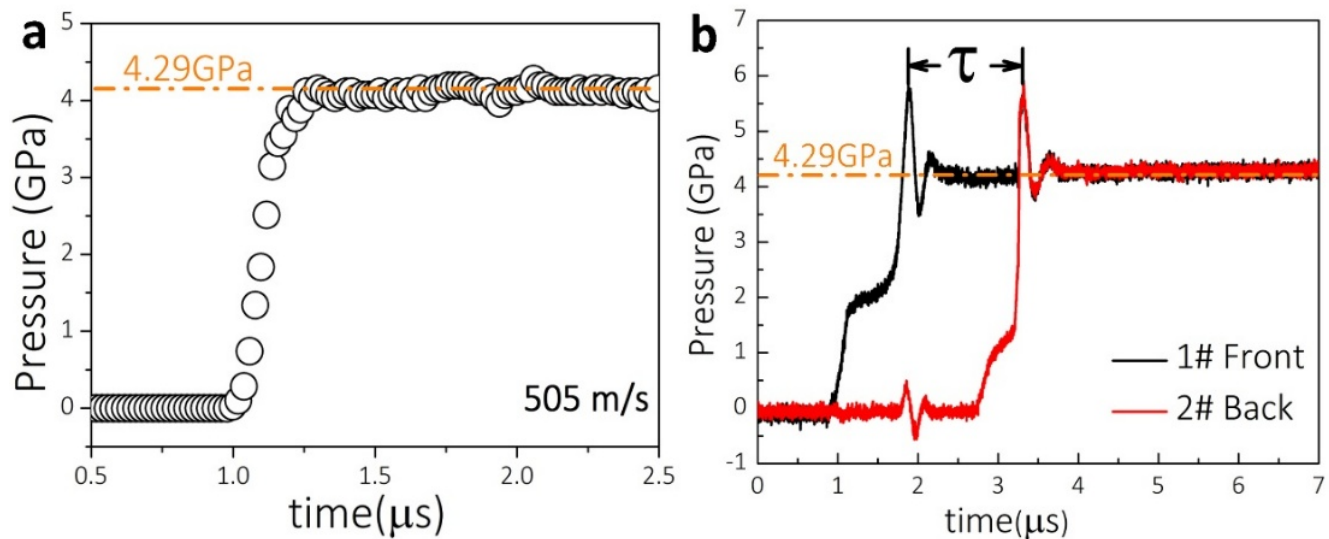 a
5
4
3
2
1
0
Pressure (GPa)
4.29GPa
505 m/s
0.5 1.0 1.5 2.0 2.5
time(μs)
b
7
6
5
4
3
2
1
0
-1
Pressure (GPa)
τ
4.29GPa
1# Front
2# Back
0 1 2 3 4 5 6 7
time(μs)